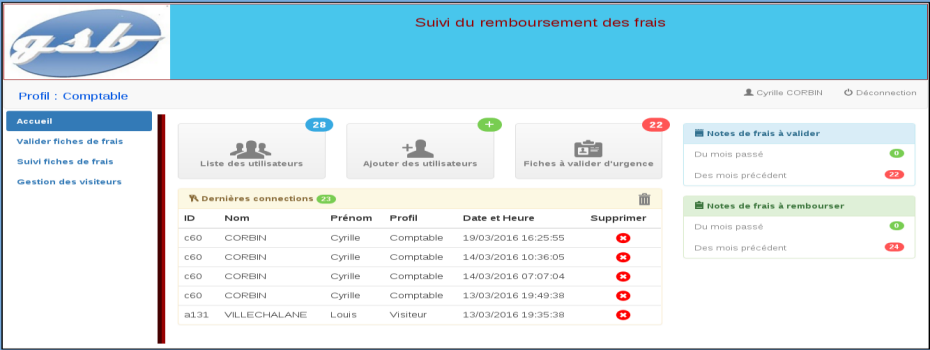 gsb
Suivi du remboursement des frais
Profil : Comptable
Cyrille CORBIN
Déconnection
Accueil
Valider fiches de frais
Suivi fiches de frais
Gestion des visiteurs
28
Liste des utilisateurs
+
Ajouter des utilisateurs
22
Fiches à valider d'urgence
Dernières connections 23
ID Nom Prénom Profil Date et Heure Supprimer
c60 CORBIN Cyrille Comptable 19/03/2016 16:25:55
c60 CORBIN Cyrille Comptable 14/03/2016 10:36:05
c60 CORBIN Cyrille Comptable 14/03/2016 07:07:04
c60 CORBIN Cyrille Comptable 13/03/2016 19:49:38
a131 VILLECHALANE Louis Visiteur 13/03/2016 19:35:38
Notes de frais à valider
Du mois passé 0
Des mois précédent 22
Notes de frais à rembourser
Du mois passé 0
Des mois précédent 24